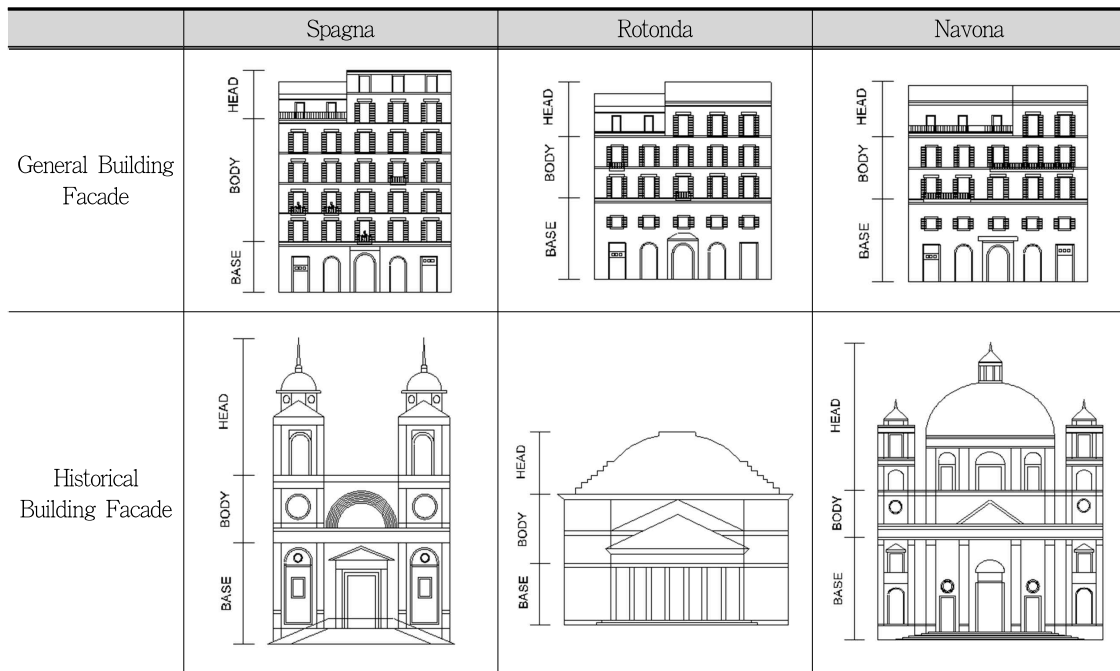 Spagna Rotonda Navona
General Building
Facade
HEAD
BODY
BASE
HEAD
BODY
BASE
HEAD
BODY
BASE
Historical
Building Facade
HEAD
BODY
BASE
HEAD
BODY
BASE
HEAD
BODY
BASE